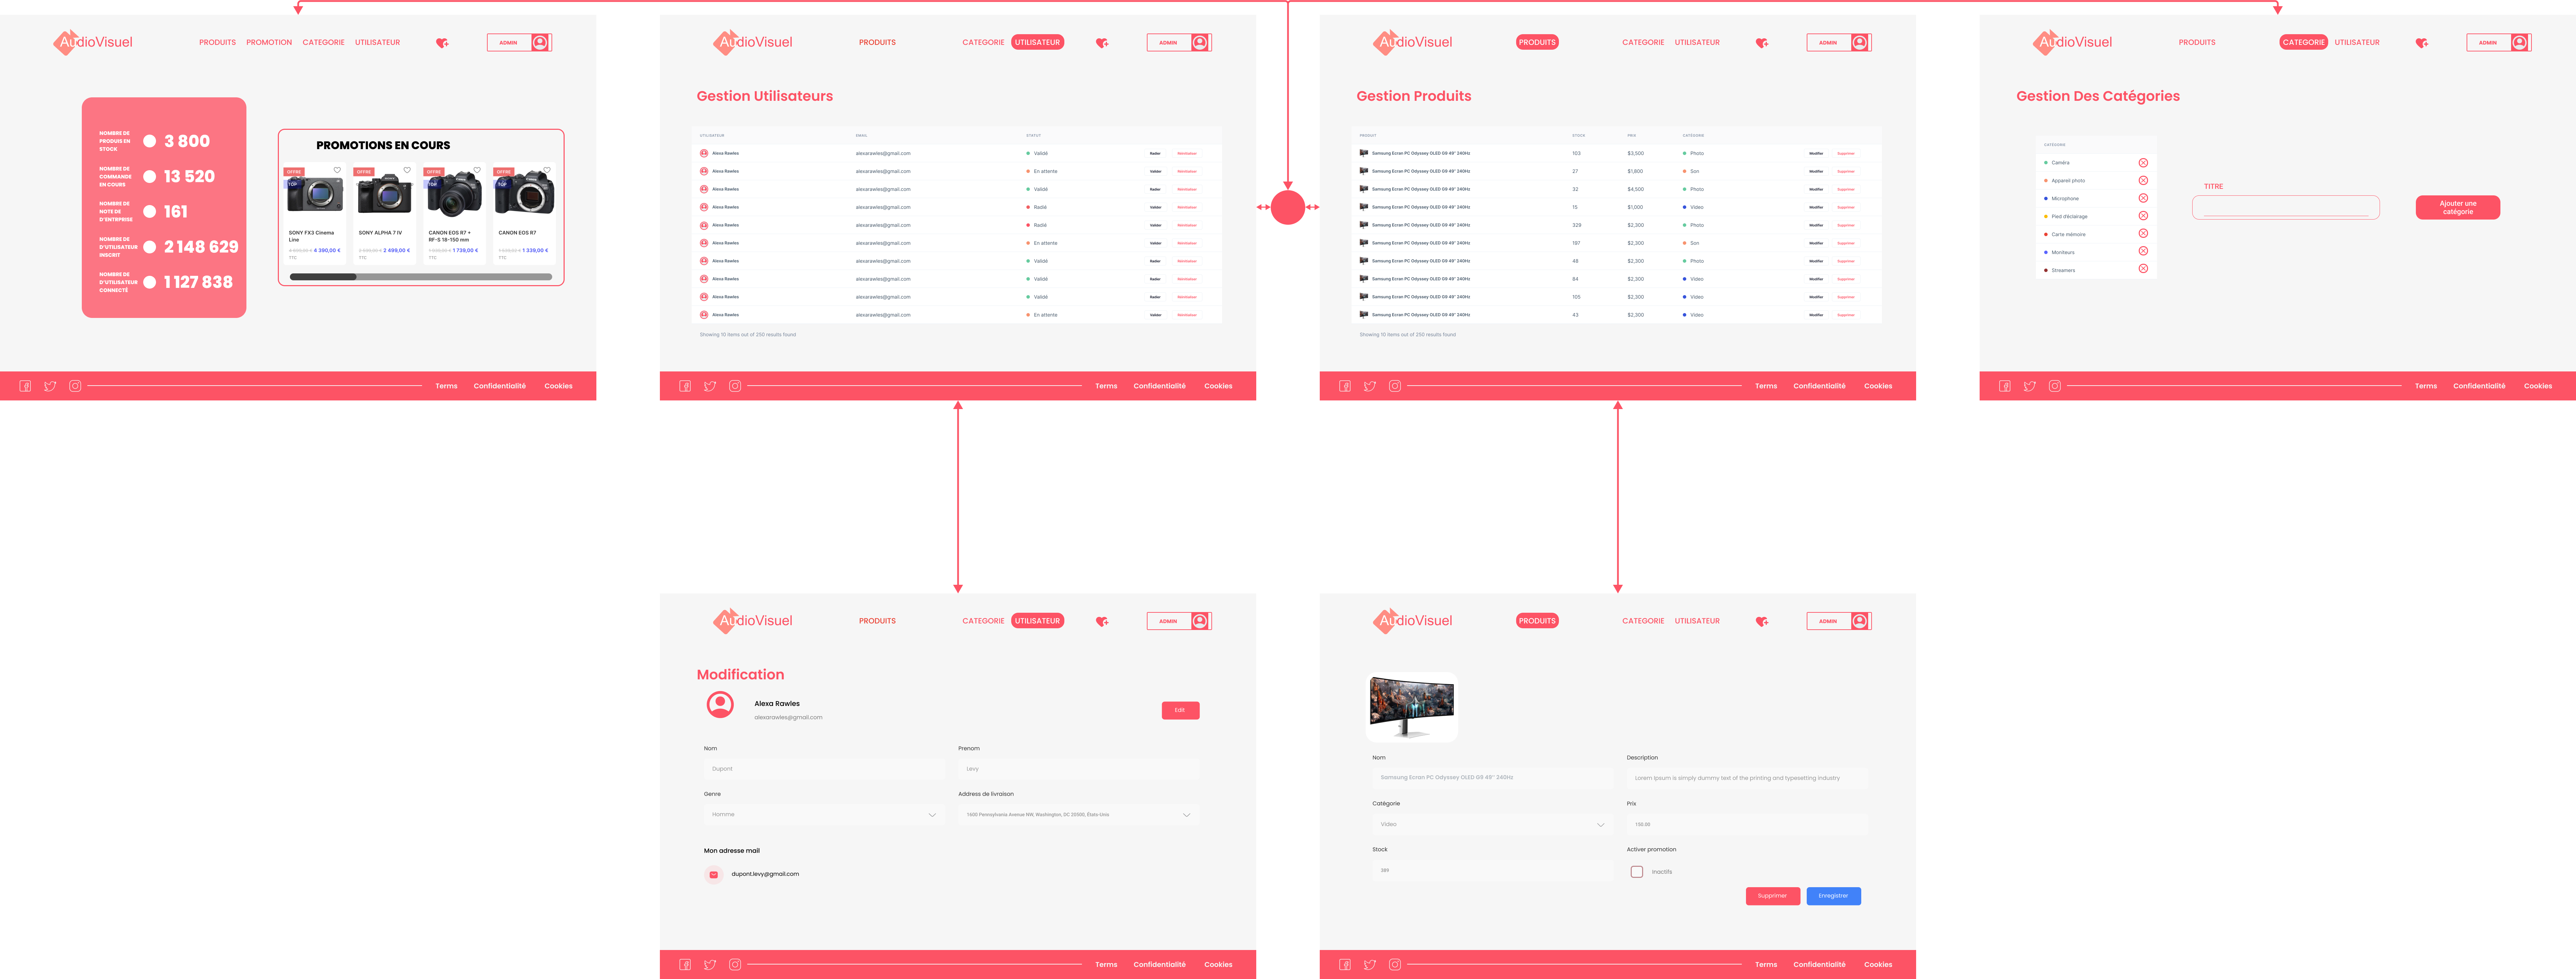 AudioVisuel
PRODUITS PROMOTION CATEGORIE UTILISATEUR
ADMIN
NOMBRE DE
PRODUIS EN
STOCK
3 800
NOMBRE DE
COMMANDE
EN COURS
13 520
NOMBRE DE
NOTE DE
D'ENTREPRISE
161
NOMBRE DE
D'UTILISATEUR
INSCRIT
2 148 629
NOMBRE DE
D'UTILISATEUR
CONNECTÉ
1 127 838
PROMOTIONS EN COURS
OFFRE
TOP
SONY FX3 Cinema
Line
4 390,00 €
TTC
OFFRE
SONY ALPHA 7 IV
2 499,00 €
TTC
OFFRE
TOP
CANON EOS R7 +
RF-S 18-150 mm
1 739,00 €
TTC
OFFRE
TOP
CANON EOS R7
1 339,00 €
TTC
Terms Confidentialité Cookies
AudioVisuel
PRODUITS CATEGORIE UTILISATEUR
ADMIN
Gestion Utilisateurs
UTILISATEUR EMAIL STATUT
Alexa Rawles alexarawles@gmail.com Validé Radier Réinitialiser
Alexa Rawles alexarawles@gmail.com En attente Valider Réinitialiser
Alexa Rawles alexarawles@gmail.com Validé Radier Réinitialiser
Alexa Rawles alexarawles@gmail.com Radié Valider Réinitialiser
Alexa Rawles alexarawles@gmail.com Radié Radier Réinitialiser
Alexa Rawles alexarawles@gmail.com En attente Valider Réinitialiser
Alexa Rawles alexarawles@gmail.com Validé Radier Réinitialiser
Alexa Rawles alexarawles@gmail.com Validé Radier Réinitialiser
Alexa Rawles alexarawles@gmail.com Validé Radier Réinitialiser
Alexa Rawles alexarawles@gmail.com En attente Valider Réinitialiser
Showing 10 items out of 250 results found
Terms Confidentialité Cookies
AudioVisuel
PRODUITS CATEGORIE UTILISATEUR
ADMIN
Gestion Produits
PRODUIT STOCK PRIX CATÉGORIE
Samsung Ecran PC Odyssey OLED G9 49" 240Hz 103 $3,500 Photo Modifier Supprimer
Samsung Ecran PC Odyssey OLED G9 49" 240Hz 27 $1,800 Son Modifier Supprimer
Samsung Ecran PC Odyssey OLED G9 49" 240Hz 32 $4,500 Photo Modifier Supprimer
Samsung Ecran PC Odyssey OLED G9 49" 240Hz 15 $1,000 Video Modifier Supprimer
Samsung Ecran PC Odyssey OLED G9 49" 240Hz 329 $2,300 Photo Modifier Supprimer
Samsung Ecran PC Odyssey OLED G9 49" 240Hz 197 $2,300 Son Modifier Supprimer
Samsung Ecran PC Odyssey OLED G9 49" 240Hz 48 $2,300 Photo Modifier Supprimer
Samsung Ecran PC Odyssey OLED G9 49" 240Hz 84 $2,300 Video Modifier Supprimer
Samsung Ecran PC Odyssey OLED G9 49" 240Hz 105 $2,300 Video Modifier Supprimer
Samsung Ecran PC Odyssey OLED G9 49" 240Hz 43 $2,300 Video Modifier Supprimer
Showing 10 items out of 250 results found
Terms Confidentialité Cookies
AudioVisuel
PRODUITS CATEGORIE UTILISATEUR
ADMIN
Gestion Des Catégories
CATÉGORIE
Caméra
Appareil photo
Microphone
Pied d'éclairage
Carte mémoire
Moniteurs
Streamers
TITRE
Ajouter une
catégorie
Terms Confidentialité Cookies
AudioVisuel
PRODUITS CATEGORIE UTILISATEUR
ADMIN
Modification
Alexa Rawles
alexarawles@gmail.com
Edit
Nom Prenom
Dupont Levy
Genre Address de livraison
Homme 1600 Pennsylvania Avenue NW, Washington, DC 20500, États-Unis
Mon adresse mail
dupont.levy@gmail.com
Terms Confidentialité Cookies
AudioVisuel
PRODUITS CATEGORIE UTILISATEUR
ADMIN
Nom Description
Samsung Ecran PC Odyssey OLED G9 49" 240Hz Lorem Ipsum is simply dummy text of the printing and typesetting industry
Catégorie Prix
Video 150.00
Stock Activer promotion
389 Inactifs
Supprimer Enregistrer
Terms Confidentialité Cookies